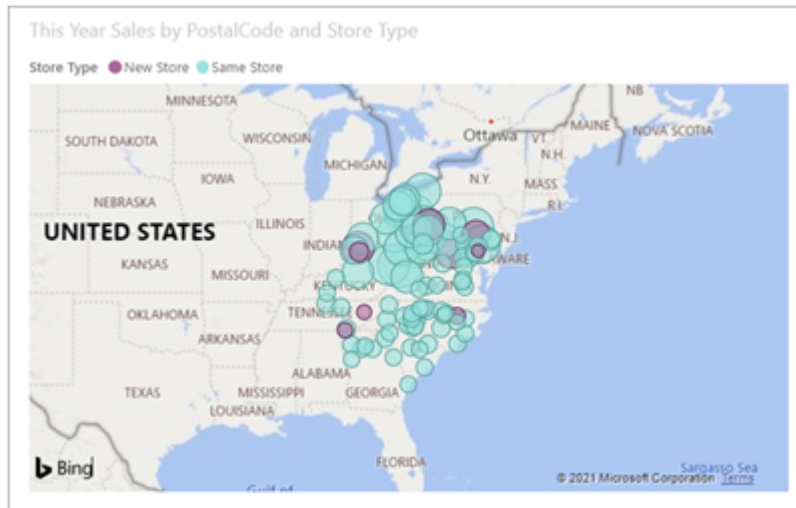 This Year Sales by PostalCode and Store Type
Store Type New Store Same Store
MINNESOTA
NB
Ottawa
MAINE
NOVA SCOTIA
SOUTH DAKOTA
WISCONSIN
VT.
N.H.
MICHIGAN
IOWA
N.Y.
MASS.
R.I.
NEBRASKA
ILLINOIS
UNITED STATES
INDIAN
N.J.
KANSAS
MISSOURI
KENTUCKY
OKLAHOMA
TENNESSEE
ARKANSAS
TEXAS
ALABAMA
MISSISSIPPI
GEORGIA
LOUISIANA
FLORIDA
Bing
Gulf of
Sargasso Sea
© 2021 Microsoft Corporation Terms